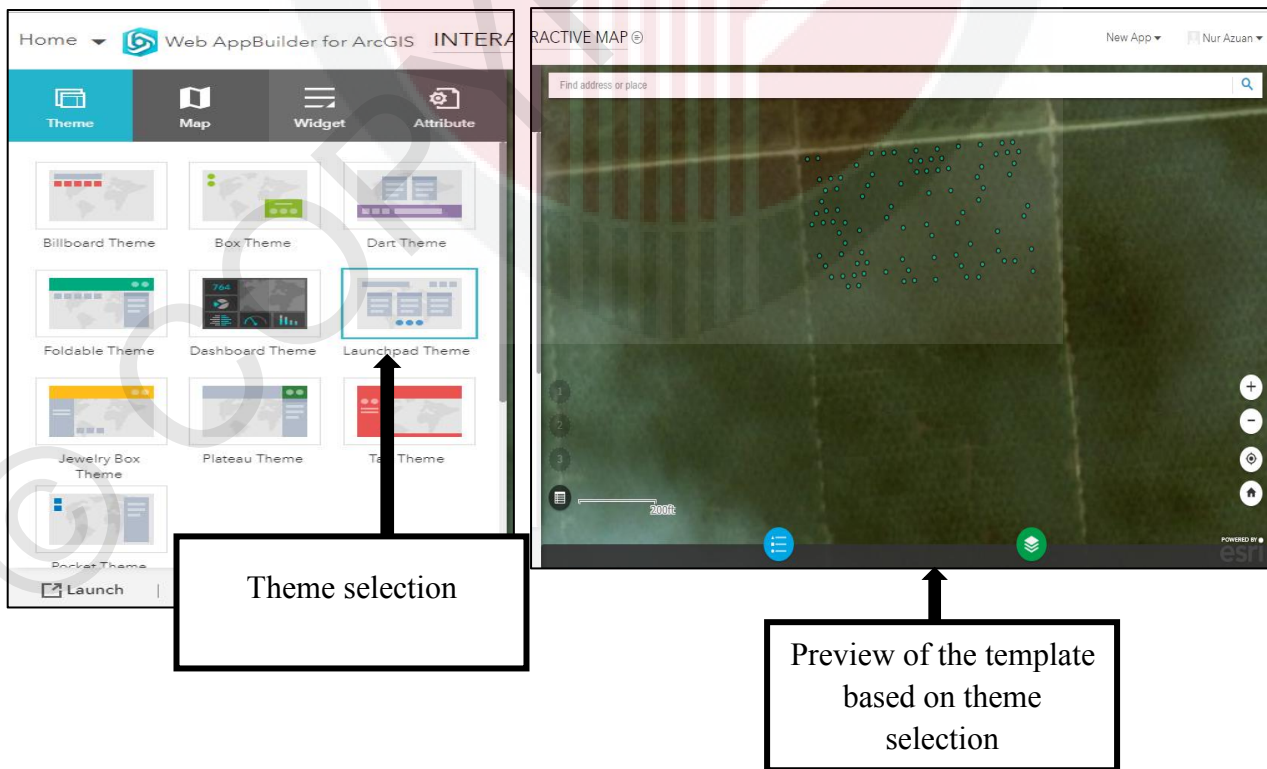 Home Web AppBuilder for ArcGIS INTERA
Theme Map Widget Attribute
Billboard Theme Box Theme Dart Theme
764
Foldable Theme Dashboard Theme Launchpad Theme
Jewelry Box
Theme
Plateau Theme
Theme
Pocket Theme
Launch
Theme selection
RACTIVE MAP
New App Nur Azuan
Find address or place
1
2
3
200ft
POWERED BY
esri
Preview of the template
based on theme
selection
© COP